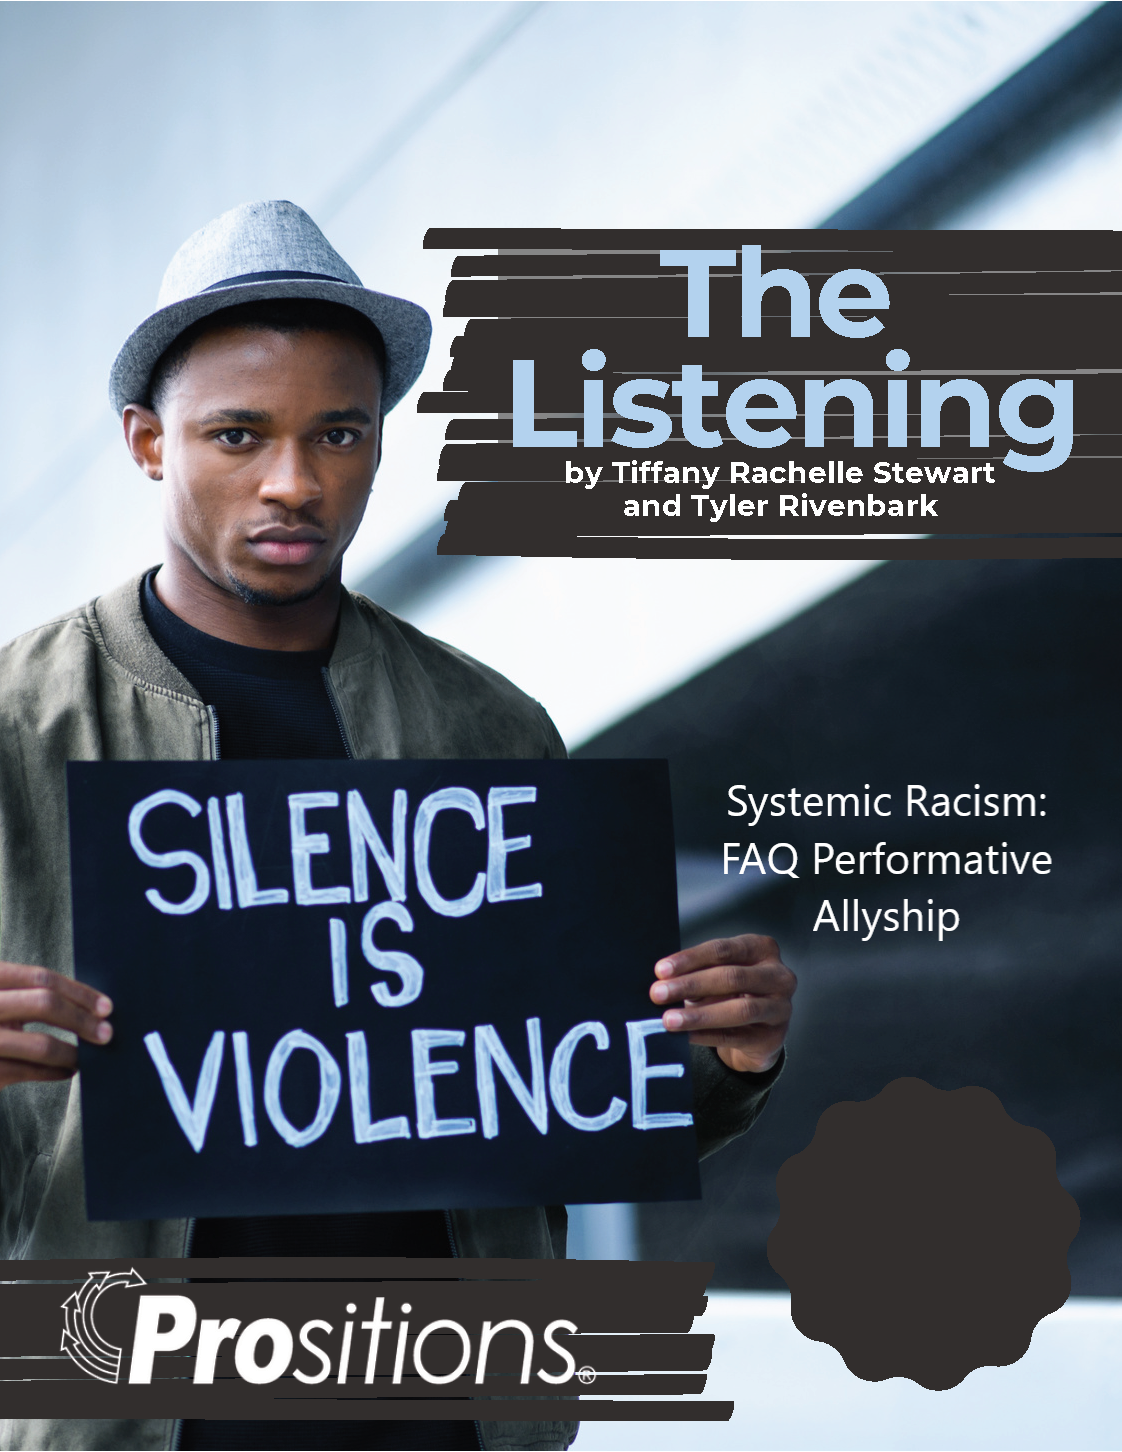 The
Listening
by Tiffany Rachelle Stewart
and Tyler Rivenbark
SILENCE
IS
VIOLENCE
Systemic Racism:
FAQ Performative
Allyship
Prositions®